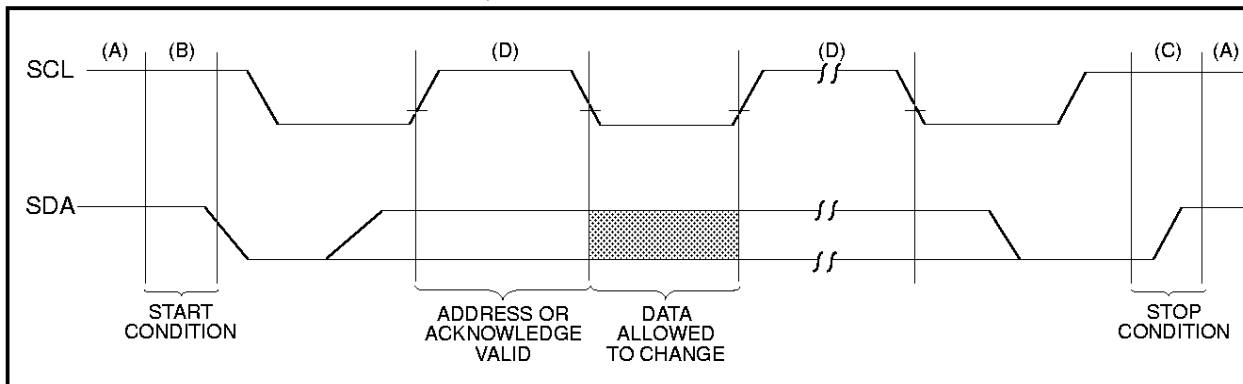 (A) (B) (D) (D) (C) (A)
SCL
SDA
START
CONDITION
ADDRESS OR
ACKNOWLEDGE
VALID
DATA
ALLOWED
TO CHANGE
STOP
CONDITION